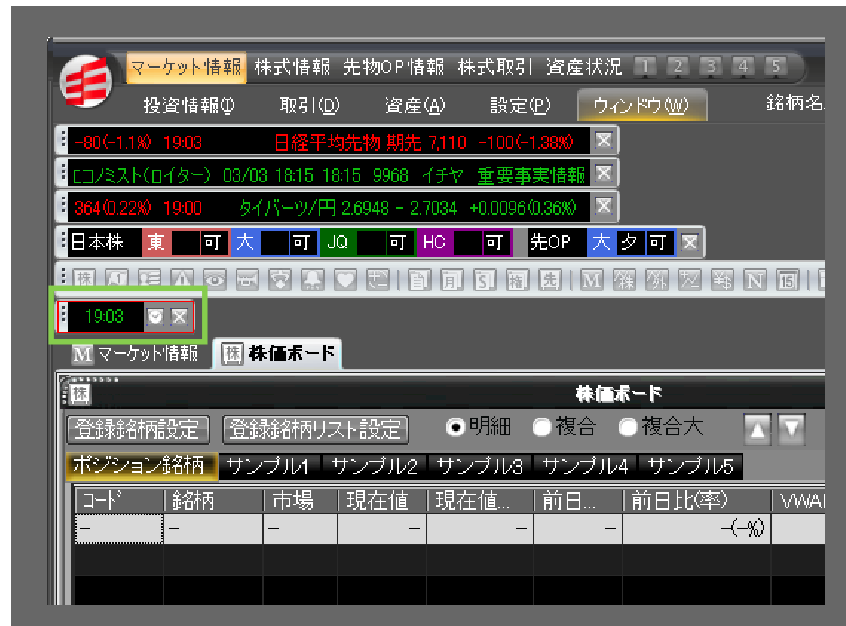 マーケット情報 株式情報 先物OP情報 株式取引 資産状況 1 2 3 4 5
投資情報(I) 取引(D) 資産(A) 設定(P) ウィンドウ(W) 銘柄名
-80(-1.1%) 19:03 日経平均先物 期先 7,110 -100(-1.38%)
コノミスト(ロイター) 03/03 18:15 18:15 9968 イチヤ 重要事実情報
364(0.22%) 19:00 タイバーツ/円 2.6948 - 2.7034 +0.0096(0.36%)
日本株 東 可 大 可 JQ 可 HC 可 先OP 大 夕 可
株 月 S 先 M 株 N 15
19:03
M マーケット情報 株 株価ボード
株 株価ボード
登録銘柄設定 登録銘柄リスト設定 明細 複合 複合大
ポジション銘柄 サンプル1 サンプル2 サンプル3 サンプル4 サンプル5
コード 銘柄 市場 現在値 現在値... 前日... 前日比(率) VWA
- - - - - - -(-%)